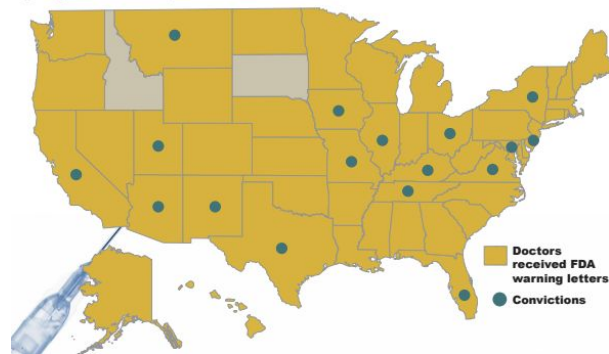 Doctors
received FDA
warning letters
Convictions